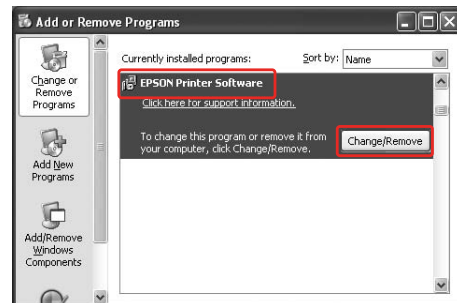 Add or Remove Programs
Change or
Remove
Programs
Add New
Programs
Add/Remove
Windows
Components
Currently installed programs:
Sort by:
Name
EPSON Printer Software
Click here for support information.
To change this program or remove it from
your computer, click Change/Remove.
Change/Remove